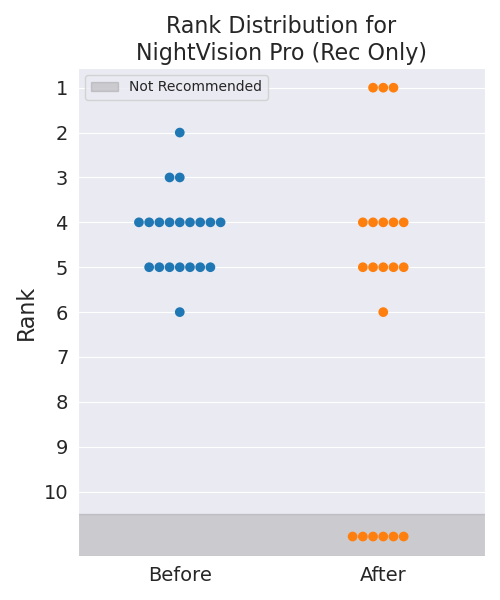 Rank Distribution for
NightVision Pro (Rec Only)
Not Recommended
Rank
1
2
3
4
5
6
7
8
9
10
Before
After